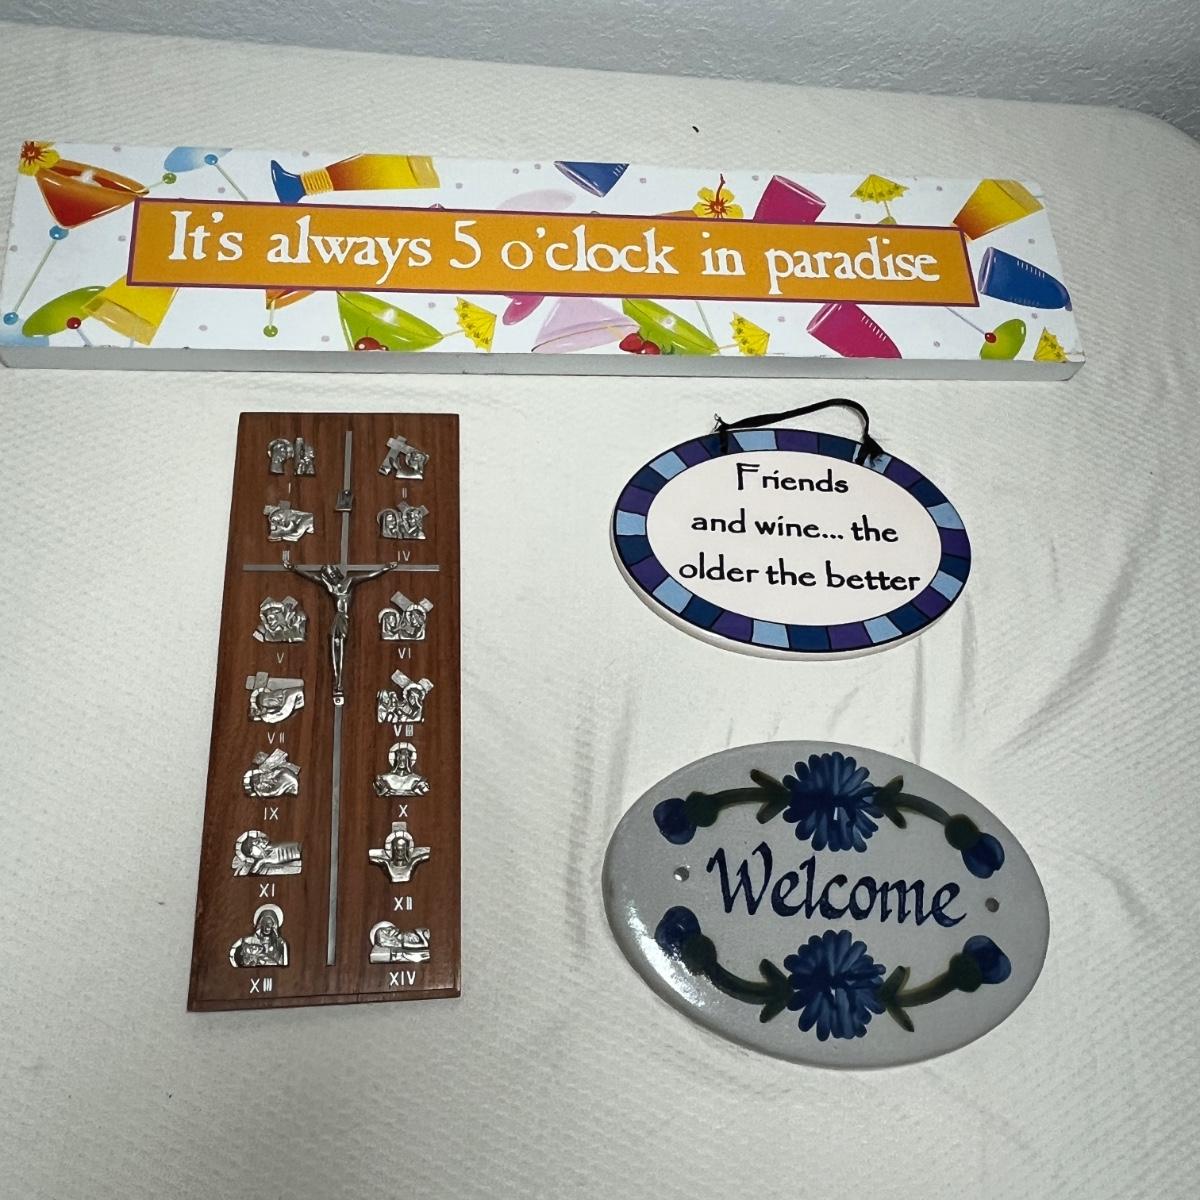 It's always 5 o'clock in paradise
Friends
and wine... the
older the better
I II
III IV
V VI
VII VIII
IX X
XI XII
XIII XIV
Welcome